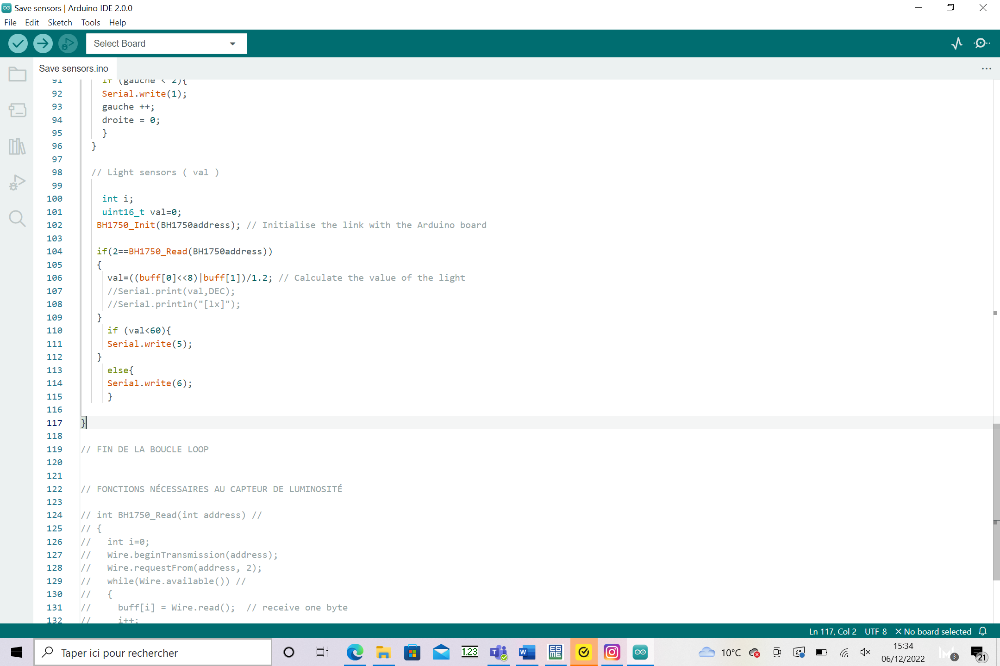 Save sensors | Arduino IDE 2.0.0
File Edit Sketch Tools Help
Select Board
Save sensors.ino
91 if (gauche < 2){
92 Serial.write(1);
93 gauche ++;
94 droite = 0;
95 }
96 }
97
98 // Light sensors ( val )
99
100 int i;
101 uint16_t val=0;
102 BH1750_Init(BH1750address); // Initialise the link with the Arduino board
103
104 if(2==BH1750_Read(BH1750address))
105 {
106 val=((buff[0]<<8)|buff[1])/1.2; // Calculate the value of the light
107 //Serial.print(val,DEC);
108 //Serial.println("[lx]");
109 }
110 if (val<60){
111 Serial.write(5);
112 }
113 else{
114 Serial.write(6);
115 }
116
117 }
118
119 // FIN DE LA BOUCLE LOOP
120
121
122 // FONCTIONS NÉCESSAIRES AU CAPTEUR DE LUMINOSITÉ
123
124 // int BH1750_Read(int address) //
125 // {
126 // int i=0;
127 // Wire.beginTransmission(address);
128 // Wire.requestFrom(address, 2);
129 // while(Wire.available()) //
130 // {
131 // buff[i] = Wire.read(); // receive one byte
132 // i++;
Ln 117, Col 2 UTF-8 No board selected
Taper ici pour rechercher
1.23
T
W
ESME
10°C
15:34
06/12/2022
3
21